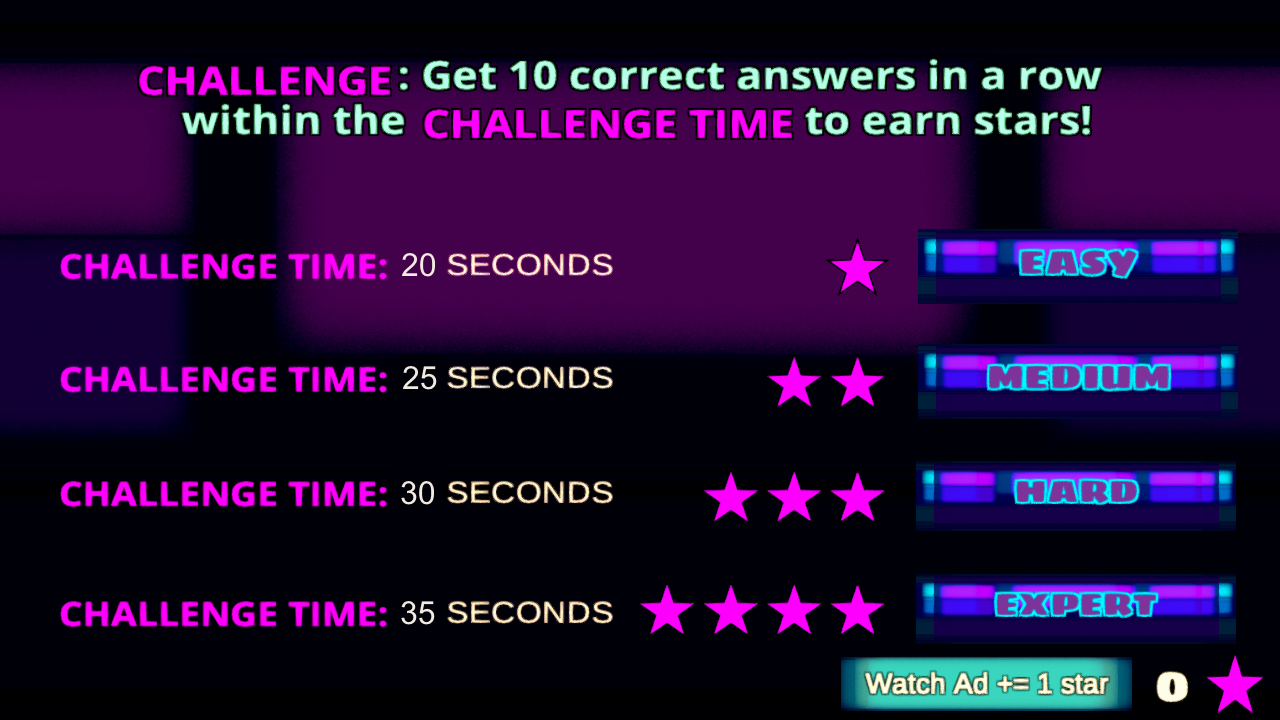 CHALLENGE: Get 10 correct answers in a row
within the CHALLENGE TIME to earn stars!
CHALLENGE TIME: 20 SECONDS EASY
CHALLENGE TIME: 25 SECONDS MEDIUM
CHALLENGE TIME: 30 SECONDS HARD
CHALLENGE TIME: 35 SECONDS EXPERT
Watch Ad += 1 star 0